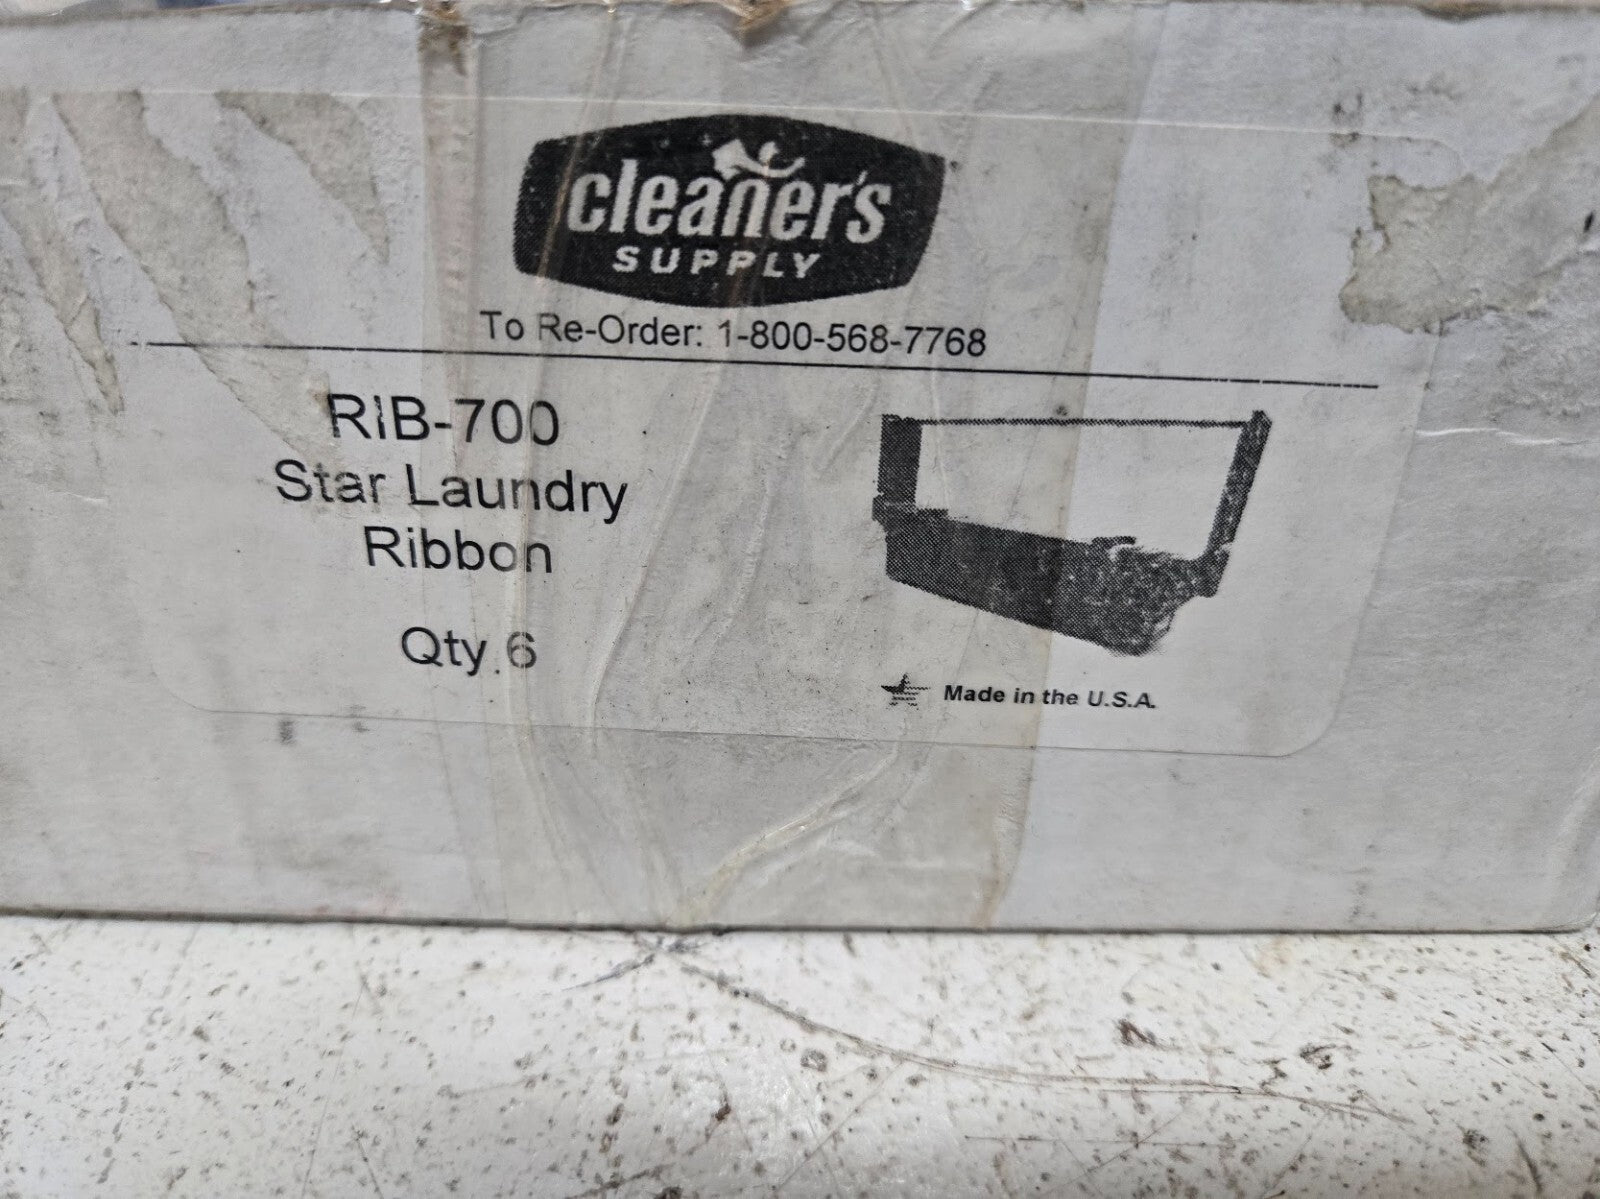 cleaner's
SUPPLY
To Re-Order: 1-800-568-7768
RIB-700
Star Laundry
Ribbon
Qty 6
Made in the U.S.A.